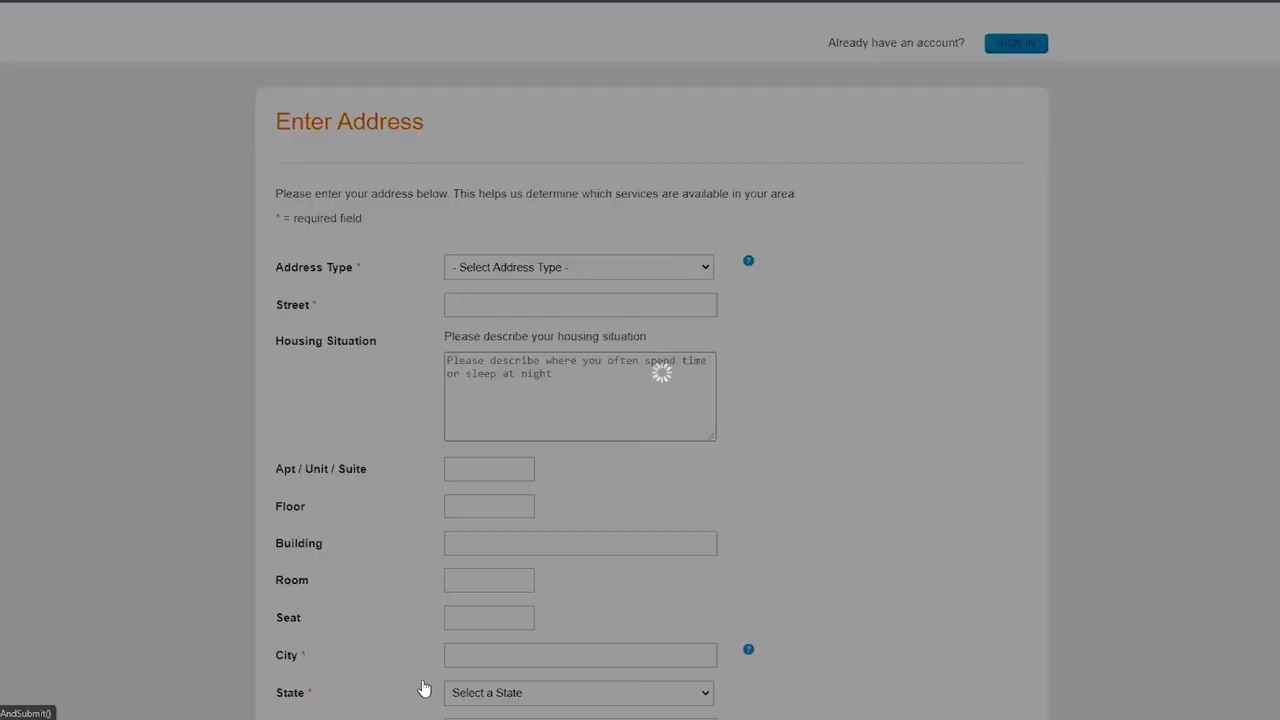 Already have an account? SIGN IN
Enter Address
Please enter your address below. This helps us determine which services are available in your area.
* = required field
Address Type * - Select Address Type -
Street *
Housing Situation Please describe your housing situation
Please describe where you often spend time
or sleep at night
Apt / Unit / Suite
Floor
Building
Room
Seat
City *
State * Select a State
AndSubmit()